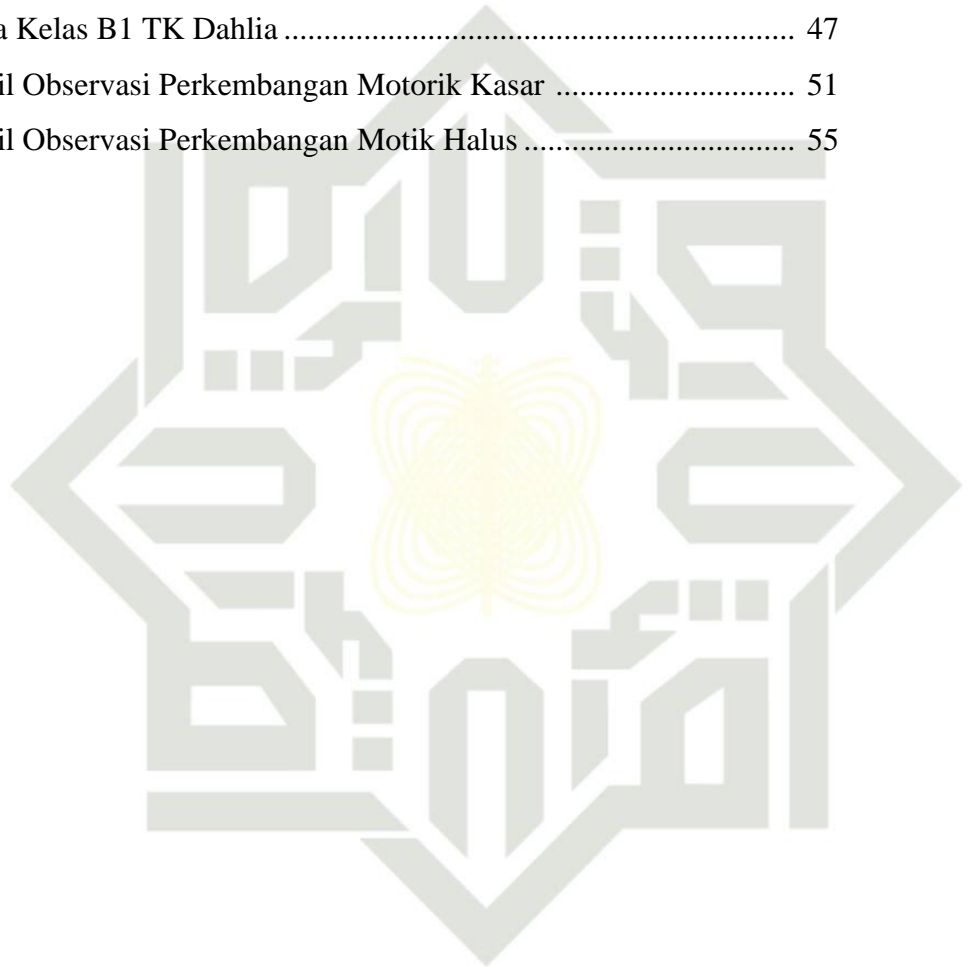 a Kelas B1 TK Dahlia ................................................................ 47
il Observasi Perkembangan Motorik Kasar .............................. 51
il Observasi Perkembangan Motik Halus .................................. 55